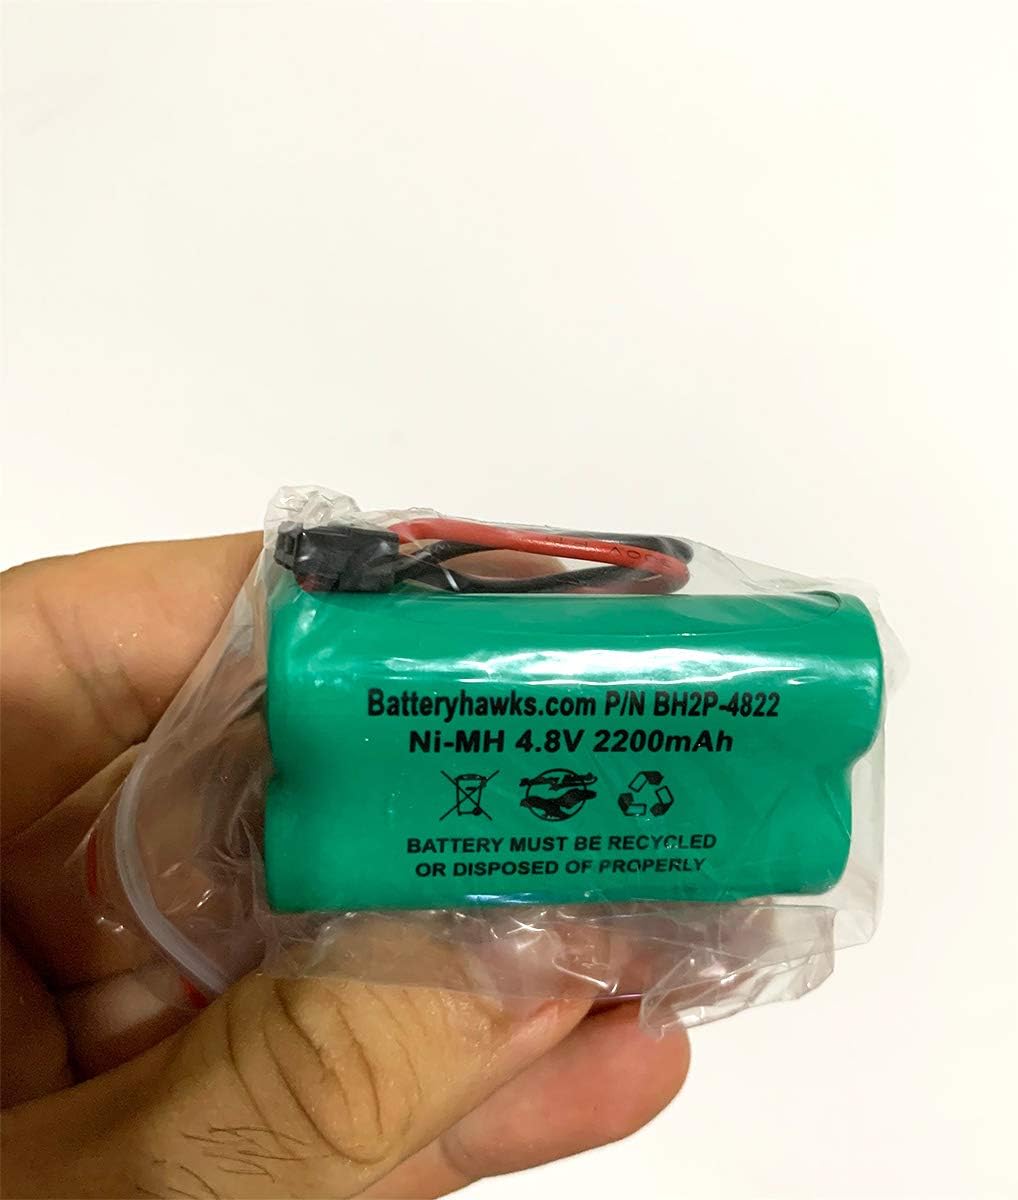 Batteryhawks.com P/N BH2P-4822
Ni-MH 4.8V 2200mAh
BATTERY MUST BE RECYCLED
OR DISPOSED OF PROPERLY